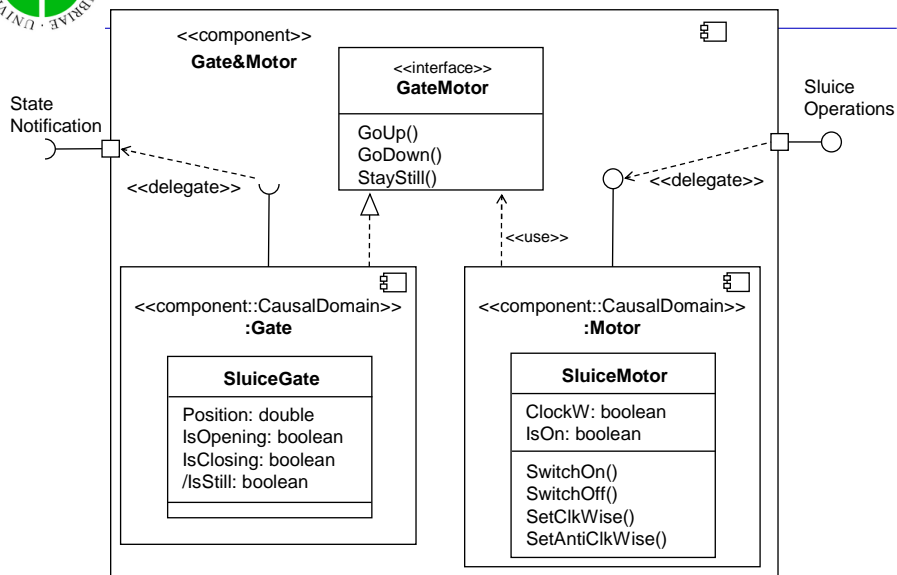 BRIAE · UNIV
<<component>>
Gate&Motor
<<interface>>
GateMotor
GoUp()
GoDown()
StayStill()
State
Notification
Sluice
Operations
<<delegate>>
<<delegate>>
<<use>>
<<component::CausalDomain>>
:Gate
SluiceGate
Position: double
IsOpening: boolean
IsClosing: boolean
/IsStill: boolean
<<component::CausalDomain>>
:Motor
SluiceMotor
ClockW: boolean
IsOn: boolean
SwitchOn()
SwitchOff()
SetClkWise()
SetAntiClkWise()